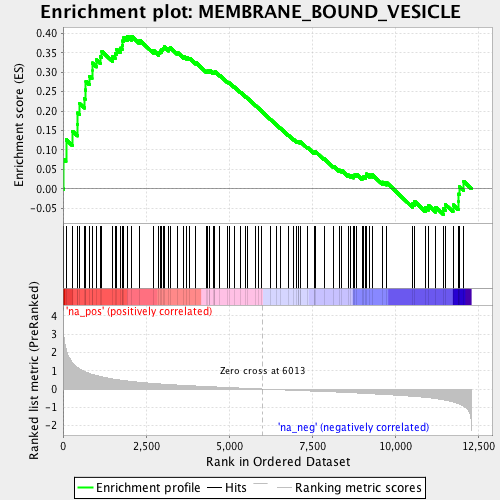 Enrichment plot: MEMBRANE_BOUND_VESICLE
Enrichment score (ES)
0.40
0.35
0.30
0.25
0.20
0.15
0.10
0.05
0.00
-0.05
'na_pos' (positively correlated)
Ranked list metric (PreRanked)
4
3
2
1
0
-1
-2
Zero cross at 6013
'na_neg' (negatively correlated)
0
2,500
5,000
7,500
10,000
12,500
Rank in Ordered Dataset
Enrichment profile
Hits
Ranking metric scores